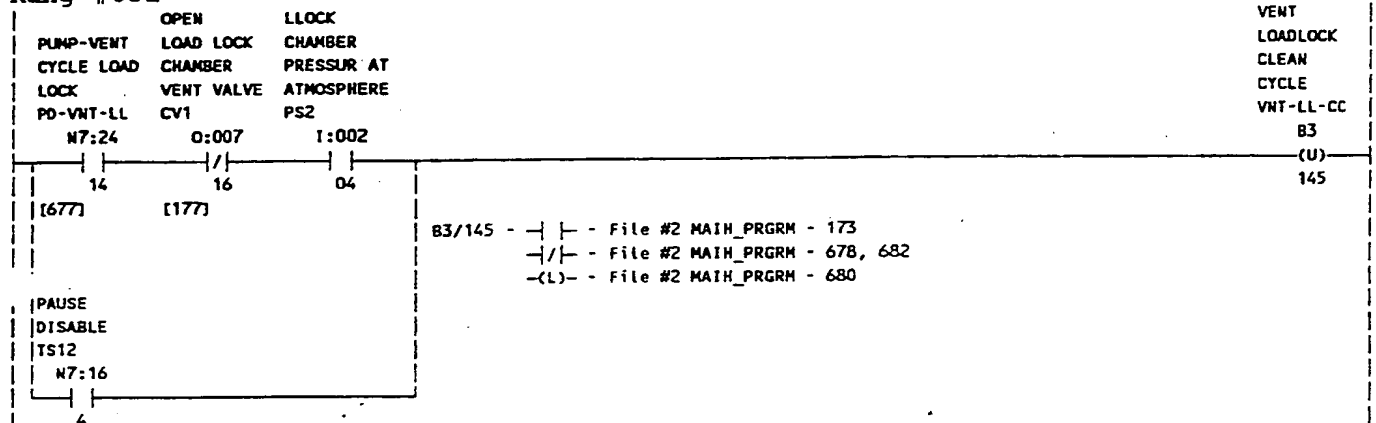 OPEN LLOCK VENT
PUMP-VENT LOAD LOCK CHAMBER LOADLOCK
CYCLE LOAD CHAMBER PRESSUR AT CLEAN
LOCK VENT VALVE ATMOSPHERE CYCLE
PD-VNT-LL CV1 PS2 VNT-LL-CC
N7:24 O:007 I:002 B3
(U)
14 16 04 145
[677] [177]
B3/145 - -| |- - File #2 MAIN_PRGRM - 173
-|/|- - File #2 MAIN_PRGRM - 678, 682
-(L)- - File #2 MAIN_PRGRM - 680
PAUSE
DISABLE
TS12
N7:16
4